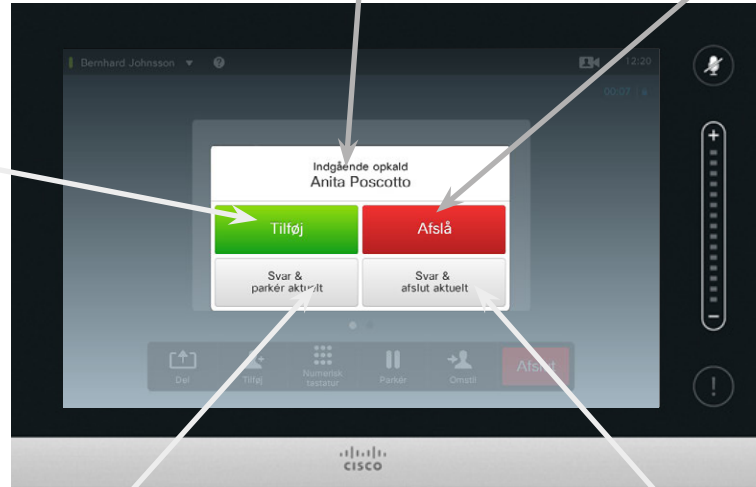 Bernhard Johnsson
?
12:20
00:07
Indgående opkald
Anita Poscotto
Tilføj
Afslå
Svar &
parkér aktuelt
Svar &
afslut aktuelt
Del
Tilføj
Numerisk
tastatur
Parkér
Omstil
Afslut
+
−
!
CISCO